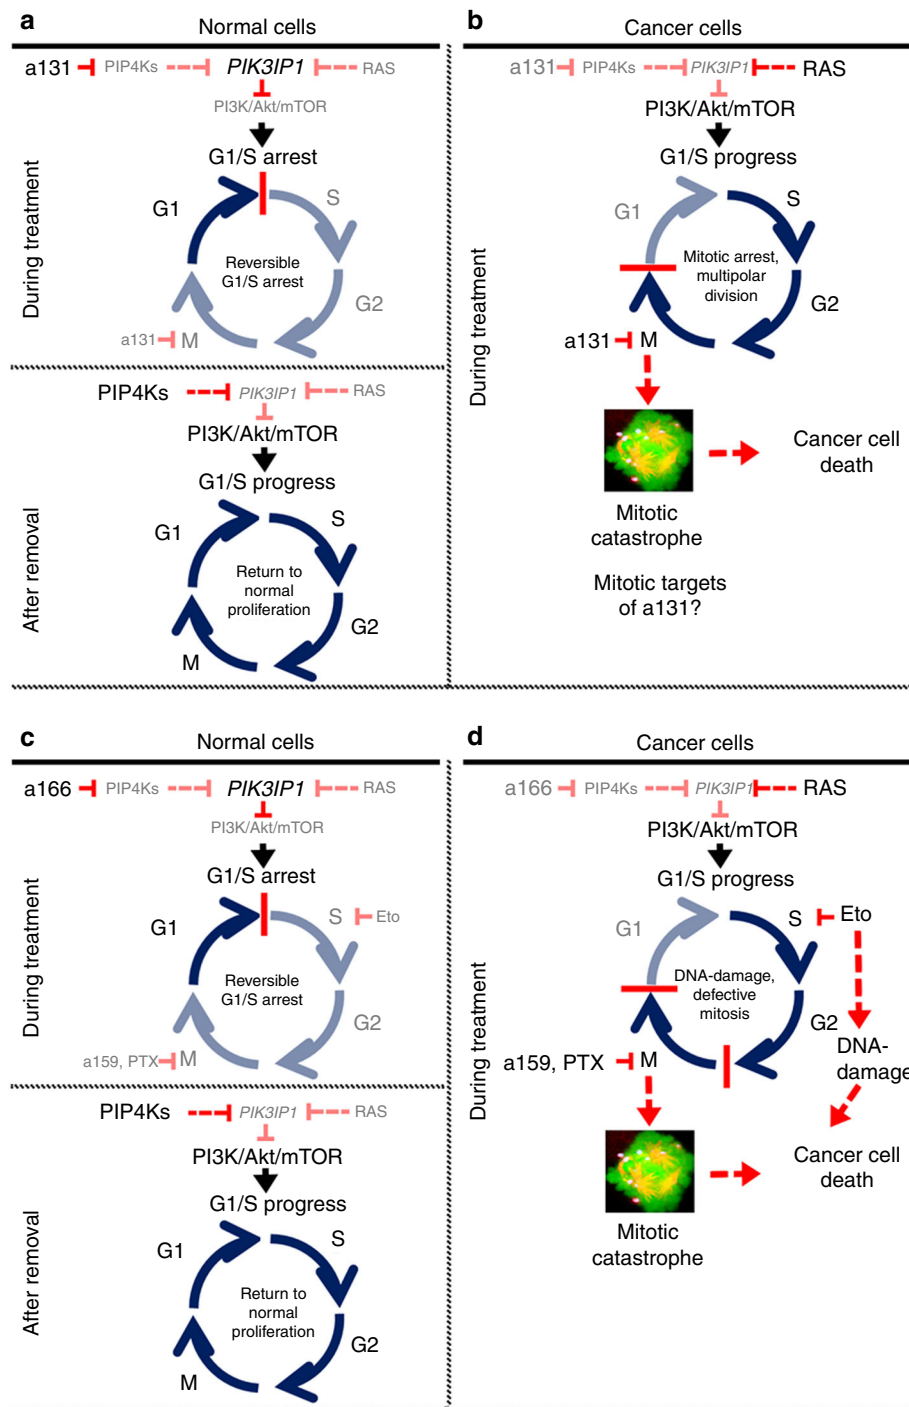 a
Normal cells
a131
PIP4Ks
PIK3IP1
RAS
PI3K/Akt/mTOR
G1/S arrest
G1
S
Reversible
G1/S arrest
G2
a131
M
During treatment
PIP4Ks
PIK3IP1
RAS
PI3K/Akt/mTOR
G1/S progress
G1
S
Return to
normal
proliferation
G2
M
After removal
b
Cancer cells
a131
PIP4Ks
PIK3IP1
RAS
PI3K/Akt/mTOR
G1/S progress
G1
S
Mitotic arrest,
multipolar
division
G2
a131
M
During treatment
Cancer cell
death
Mitotic
catastrophe
Mitotic targets
of a131?
c
Normal cells
a166
PIP4Ks
PIK3IP1
RAS
PI3K/Akt/mTOR
G1/S arrest
G1
S
Eto
Reversible
G1/S arrest
G2
a159, PTX
M
During treatment
PIP4Ks
PIK3IP1
RAS
PI3K/Akt/mTOR
G1/S progress
G1
S
Return to
normal
proliferation
G2
M
After removal
d
Cancer cells
a166
PIP4Ks
PIK3IP1
RAS
PI3K/Akt/mTOR
G1/S progress
G1
S
Eto
DNA-damage,
defective
mitosis
G2
DNA-
damage
a159, PTX
M
During treatment
Cancer cell
death
Mitotic
catastrophe